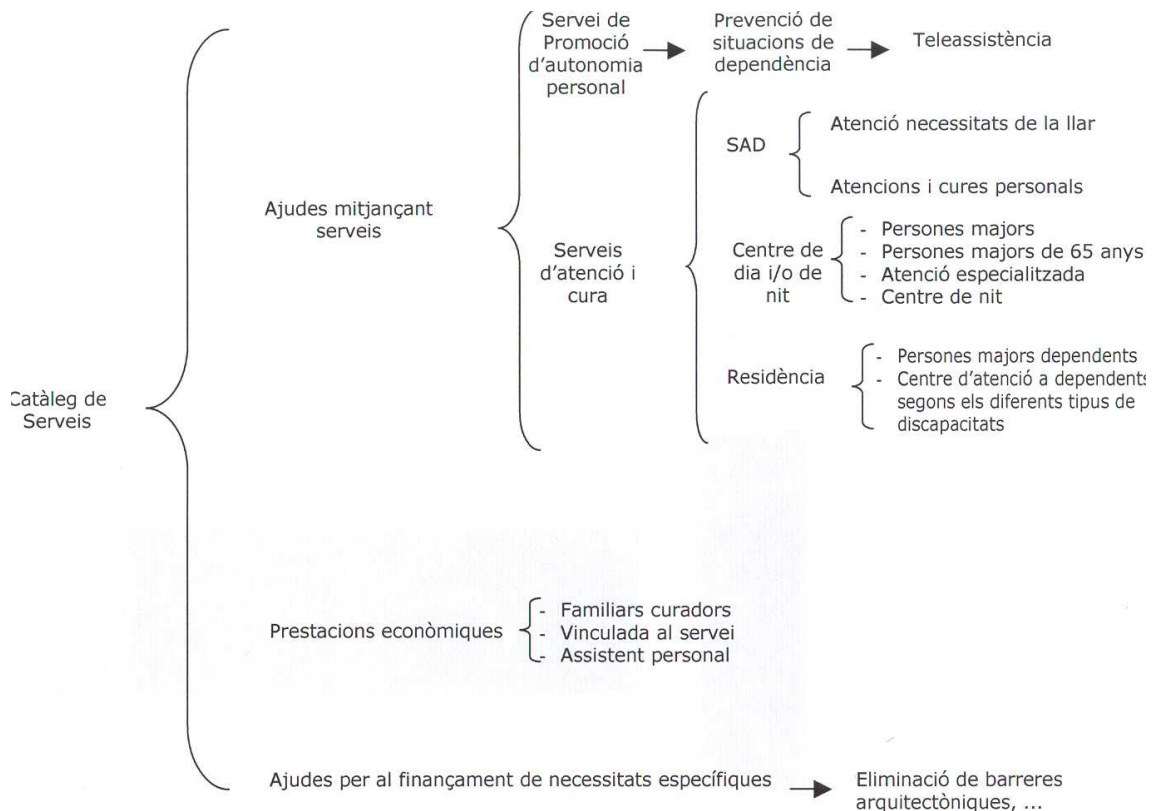 Servei de
Promoció
d'autonomia
personal
Prevenció de
situacions de
dependència
Teleassistència
SAD
Atenció necessitats de la llar
Atencions i cures personals
Ajudes mitjançant
serveis
Serveis
d'atenció i
cura
Centre de
dia i/o de
nit
- Persones majors
- Persones majors de 65 anys
- Atenció especialitzada
- Centre de nit
Residència
- Persones majors dependents
- Centre d'atenció a dependents
segons els diferents tipus de
discapacitats
Catàleg de
Serveis
Prestacions econòmiques
- Familiars curadors
- Vinculada al servei
- Assistent personal
Ajudes per al finançament de necessitats específiques
Eliminació de barreres
arquitectòniques, ...